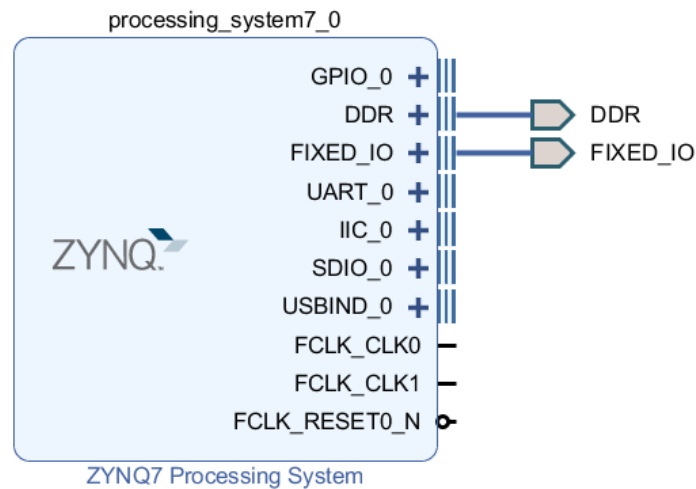 processing_system7_0
GPIO_0
DDR DDR
FIXED_IO FIXED_IO
UART_0
IIC_0
ZYNQ
SDIO_0
USBIND_0
FCLK_CLK0
FCLK_CLK1
FCLK_RESET0_N
ZYNQ7 Processing System